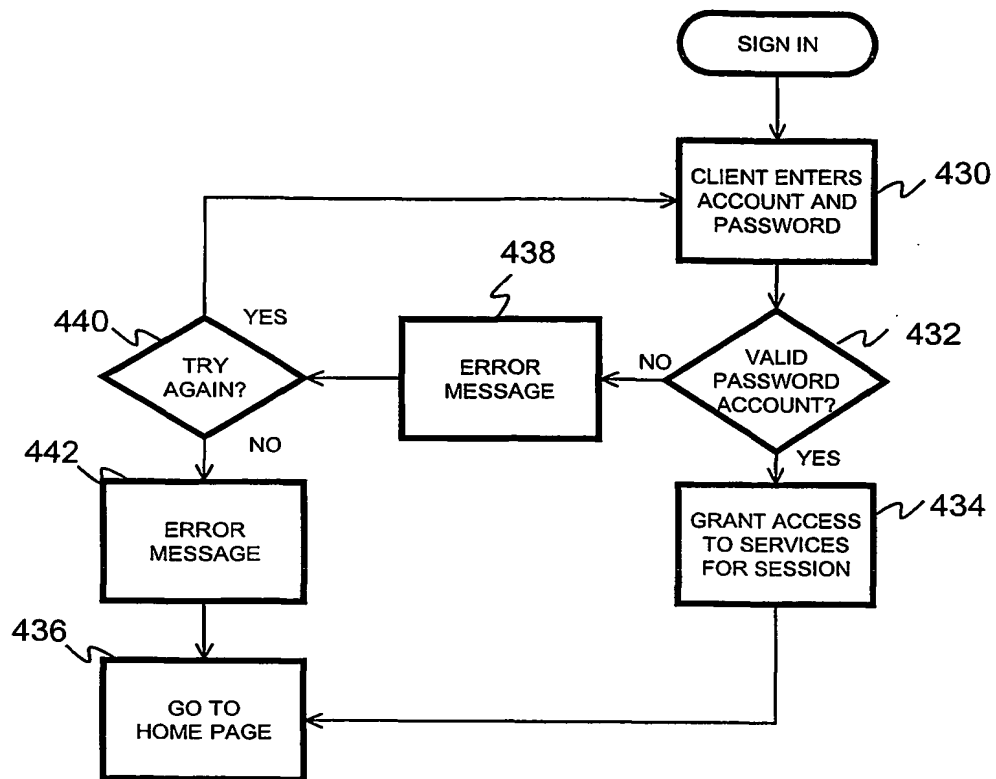 SIGN IN
CLIENT ENTERS
ACCOUNT AND
PASSWORD
430
438
440
YES
TRY
AGAIN?
ERROR
MESSAGE
NO
VALID
PASSWORD
ACCOUNT?
432
NO
YES
442
ERROR
MESSAGE
GRANT ACCESS
TO SERVICES
FOR SESSION
434
436
GO TO
HOME PAGE